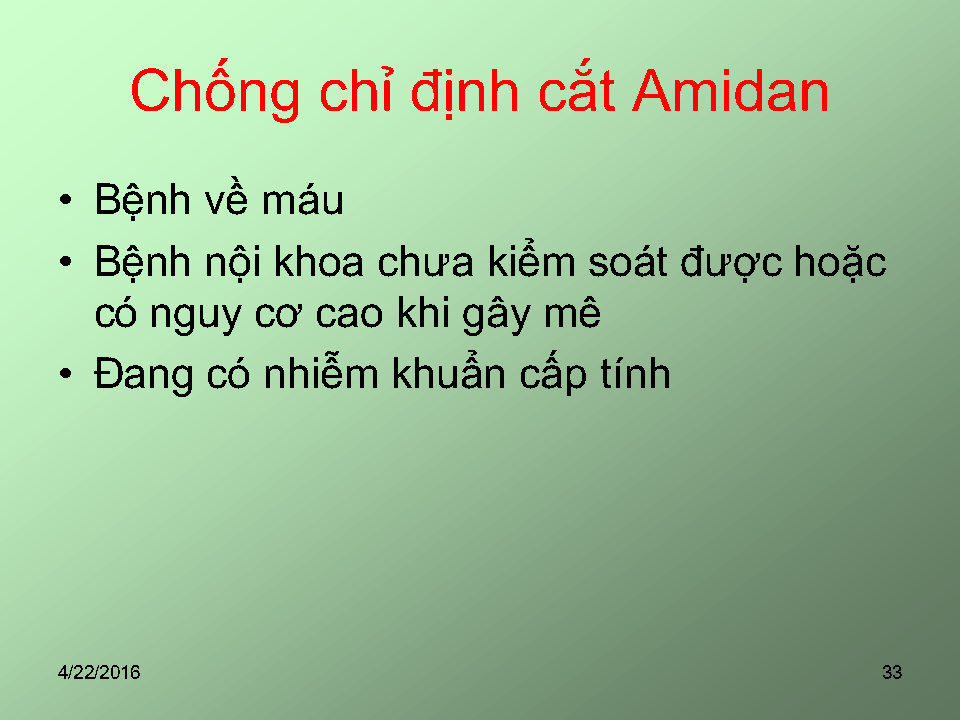 Chống chỉ định cắt Amidan
• Bệnh về máu
• Bệnh nội khoa chưa kiểm soát được hoặc
có nguy cơ cao khi gây mê
• Đang có nhiễm khuẩn cấp tính
4/22/2016
33